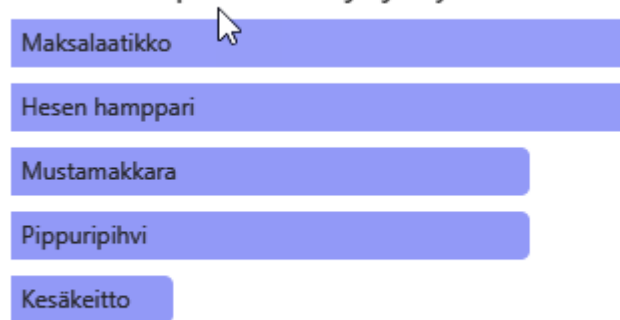 Maksalaatikko
Hesen hamppari
Mustamakkara
Pippuripihvi
Kesäkeitto